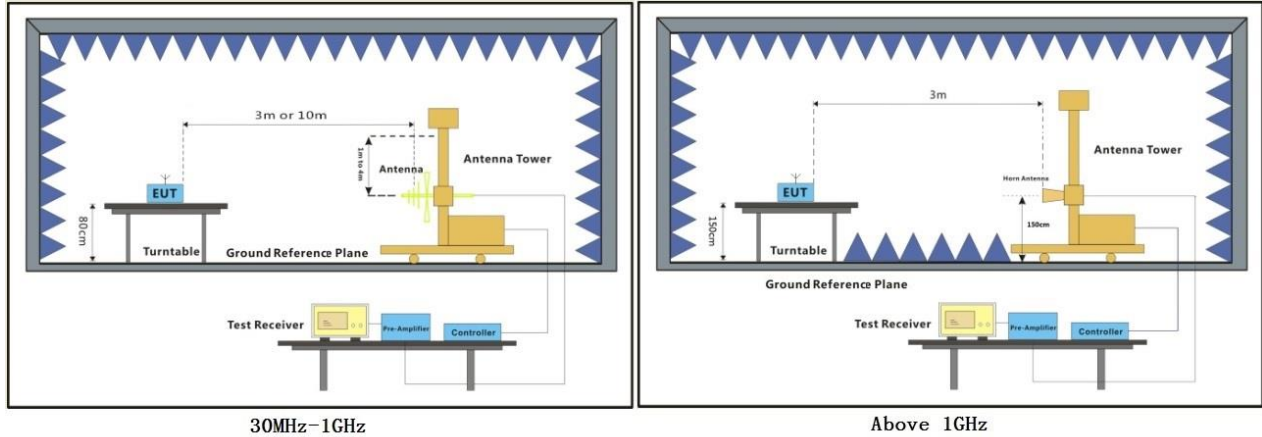 3m or 10m
1m to 4m
Antenna
Antenna Tower
EUT
80cm
Turntable
Ground Reference Plane
Test Receiver
Pre-Amplifier
Controller
30MHz-1GHz
3m
Antenna Tower
Horn Antenna
EUT
150cm
150cm
Turntable
Ground Reference Plane
Test Receiver
Pre-Amplifier
Controller
Above 1GHz